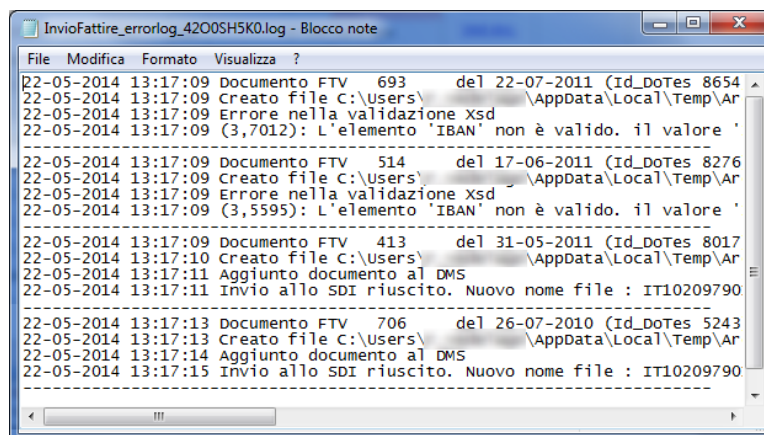 InvioFattire_errorlog_42O0SH5K0.log - Blocco note
File Modifica Formato Visualizza ?
22-05-2014 13:17:09 Documento FTV 693 del 22-07-2011 (Id_DoTes 8654
22-05-2014 13:17:09 Creato file C:\Users\ \AppData\Local\Temp\Ar
22-05-2014 13:17:09 Errore nella validazione Xsd
22-05-2014 13:17:09 (3,7012): L'elemento 'IBAN' non è valido. il valore '
--------------------------------------------------------------------
22-05-2014 13:17:09 Documento FTV 514 del 17-06-2011 (Id_DoTes 8276
22-05-2014 13:17:09 Creato file C:\Users\ \AppData\Local\Temp\Ar
22-05-2014 13:17:09 Errore nella validazione Xsd
22-05-2014 13:17:09 (3,5595): L'elemento 'IBAN' non è valido. il valore '
--------------------------------------------------------------------
22-05-2014 13:17:09 Documento FTV 413 del 31-05-2011 (Id_DoTes 8017
22-05-2014 13:17:10 Creato file C:\Users\ \AppData\Local\Temp\Ar
22-05-2014 13:17:11 Aggiunto documento al DMS
22-05-2014 13:17:11 Invio allo SDI riuscito. Nuovo nome file : IT10209790
--------------------------------------------------------------------
22-05-2014 13:17:13 Documento FTV 706 del 26-07-2010 (Id_DoTes 5243
22-05-2014 13:17:13 Creato file C:\Users\ \AppData\Local\Temp\Ar
22-05-2014 13:17:14 Aggiunto documento al DMS
22-05-2014 13:17:15 Invio allo SDI riuscito. Nuovo nome file : IT10209790
--------------------------------------------------------------------